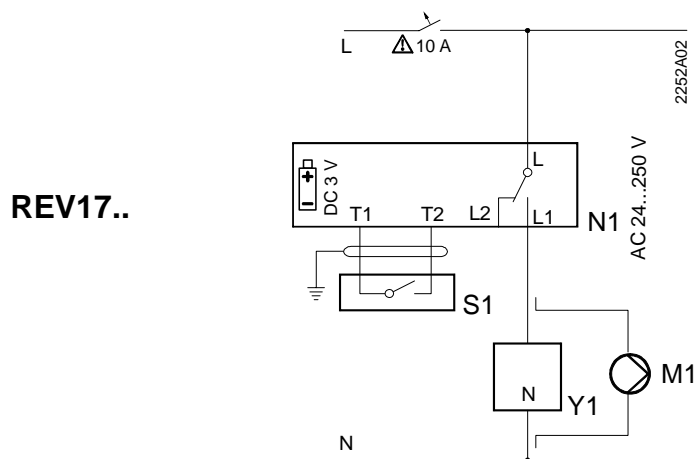 L
10 A
2252A02
REV17..
+
-
DC 3 V
L
T1 T2 L2 L1
N1
AC 24...250 V
S1
N
Y1
M1
N